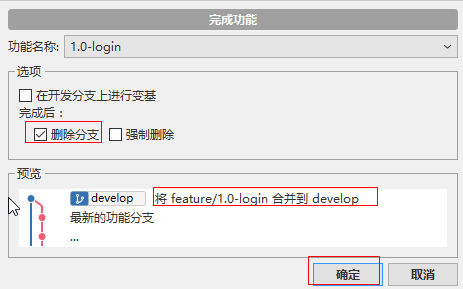 完成功能
功能名称: 1.0-login
选项
在开发分支上进行变基
完成后：
删除分支 强制删除
预览
develop 将 feature/1.0-login 合并到 develop
最新的功能分支
...
确定 取消